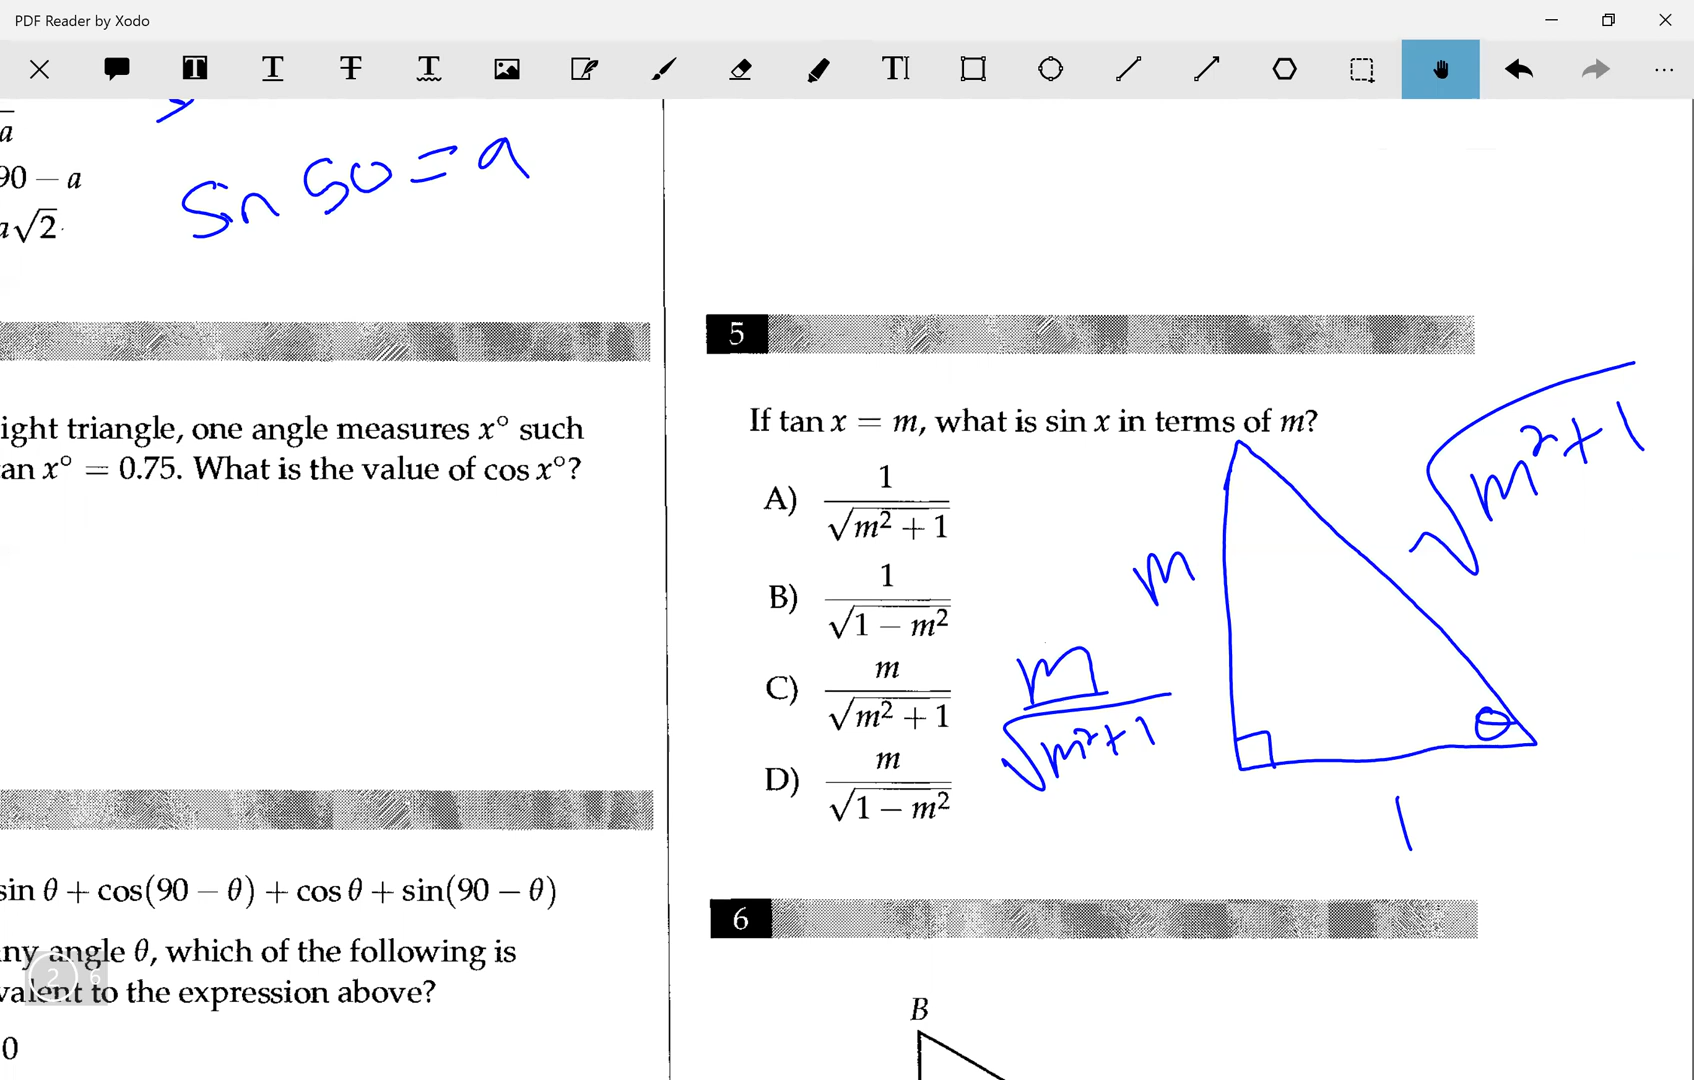 PDF Reader by Xodo
a
90 − a
a√2
sin 50 = a
ight triangle, one angle measures x° such
an x° = 0.75. What is the value of cos x°?
sin θ + cos(90 − θ) + cos θ + sin(90 − θ)
ny angle θ, which of the following is
valent to the expression above?
2 6
0
5
If tan x = m, what is sin x in terms of m?
A) 1/√(m² + 1)
B) 1/√(1 − m²)
C) m/√(m² + 1)
D) m/√(1 − m²)
m/√(m²+1)
m
√(m²+1)
θ
1
6
B